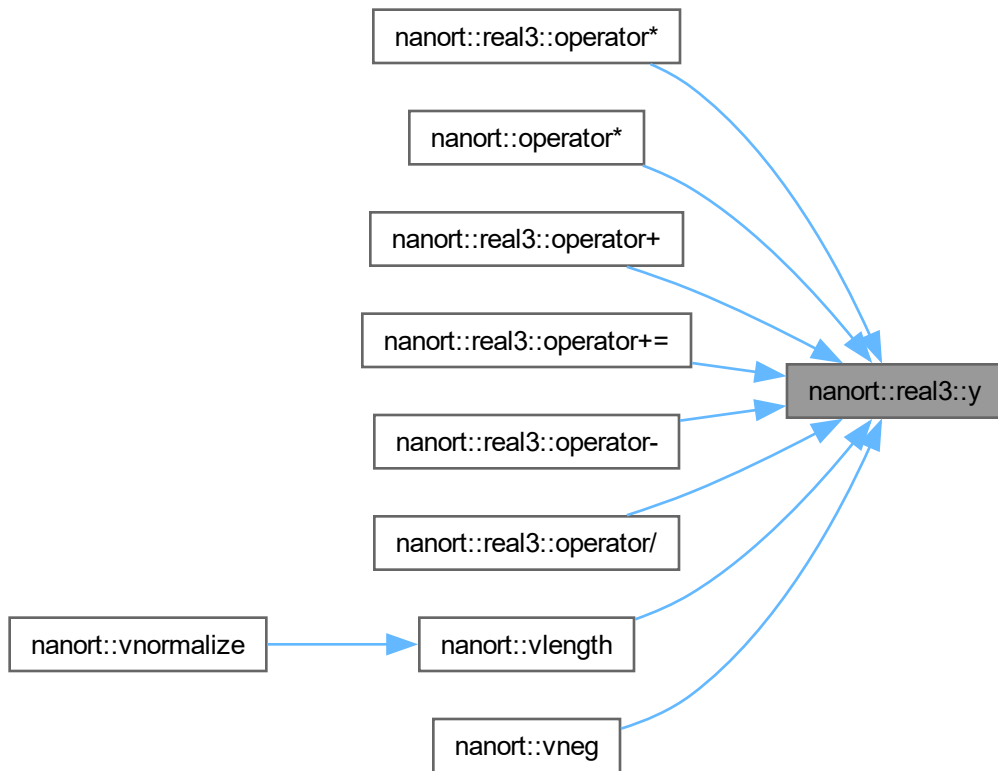 nanort::real3::operator*
nanort::operator*
nanort::real3::operator+
nanort::real3::operator+=
nanort::real3::y
nanort::real3::operator-
nanort::real3::operator/
nanort::vnormalize
nanort::vlength
nanort::vneg